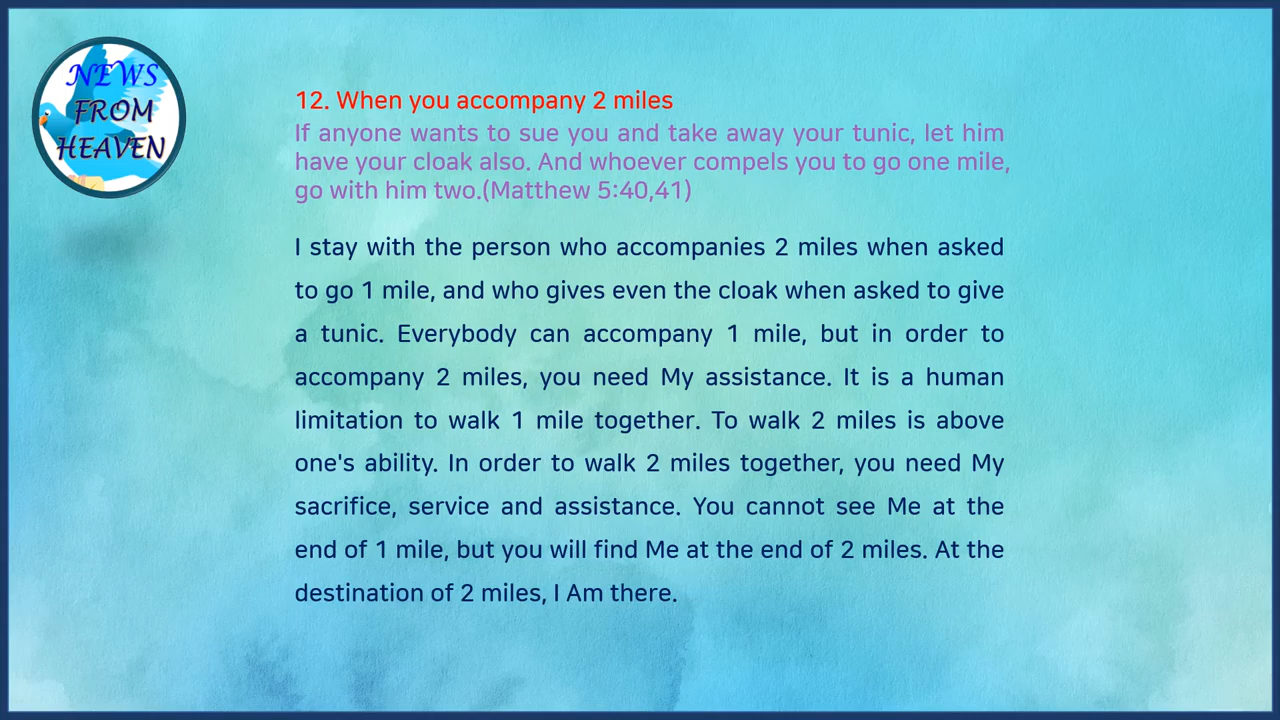 NEWS
FROM
HEAVEN
12. When you accompany 2 miles
If anyone wants to sue you and take away your tunic, let him
have your cloak also. And whoever compels you to go one mile,
go with him two.(Matthew 5:40,41)
I stay with the person who accompanies 2 miles when asked
to go 1 mile, and who gives even the cloak when asked to give
a tunic. Everybody can accompany 1 mile, but in order to
accompany 2 miles, you need My assistance. It is a human
limitation to walk 1 mile together. To walk 2 miles is above
one's ability. In order to walk 2 miles together, you need My
sacrifice, service and assistance. You cannot see Me at the
end of 1 mile, but you will find Me at the end of 2 miles. At the
destination of 2 miles, I Am there.